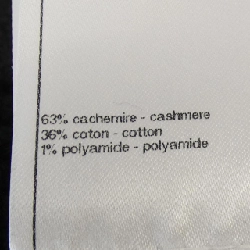 63% cachemire - cashmere
36% coton - cotton
1% polyamide - polyamide